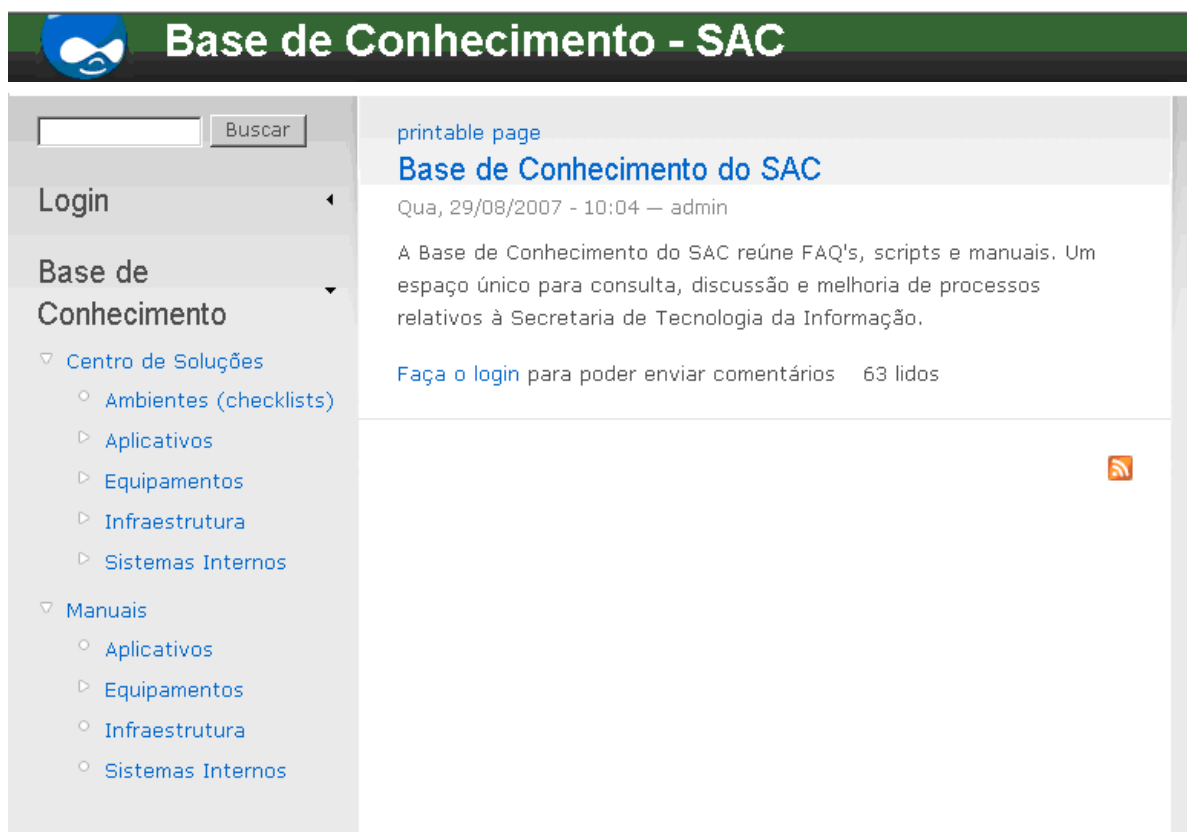 Base de Conhecimento - SAC
Buscar
Login
Base de
Conhecimento
Centro de Soluções
Ambientes (checklists)
Aplicativos
Equipamentos
Infraestrutura
Sistemas Internos
Manuais
Aplicativos
Equipamentos
Infraestrutura
Sistemas Internos
printable page
Base de Conhecimento do SAC
Qua, 29/08/2007 - 10:04 — admin
A Base de Conhecimento do SAC reúne FAQ's, scripts e manuais. Um
espaço único para consulta, discussão e melhoria de processos
relativos à Secretaria de Tecnologia da Informação.
Faça o login para poder enviar comentários 63 lidos